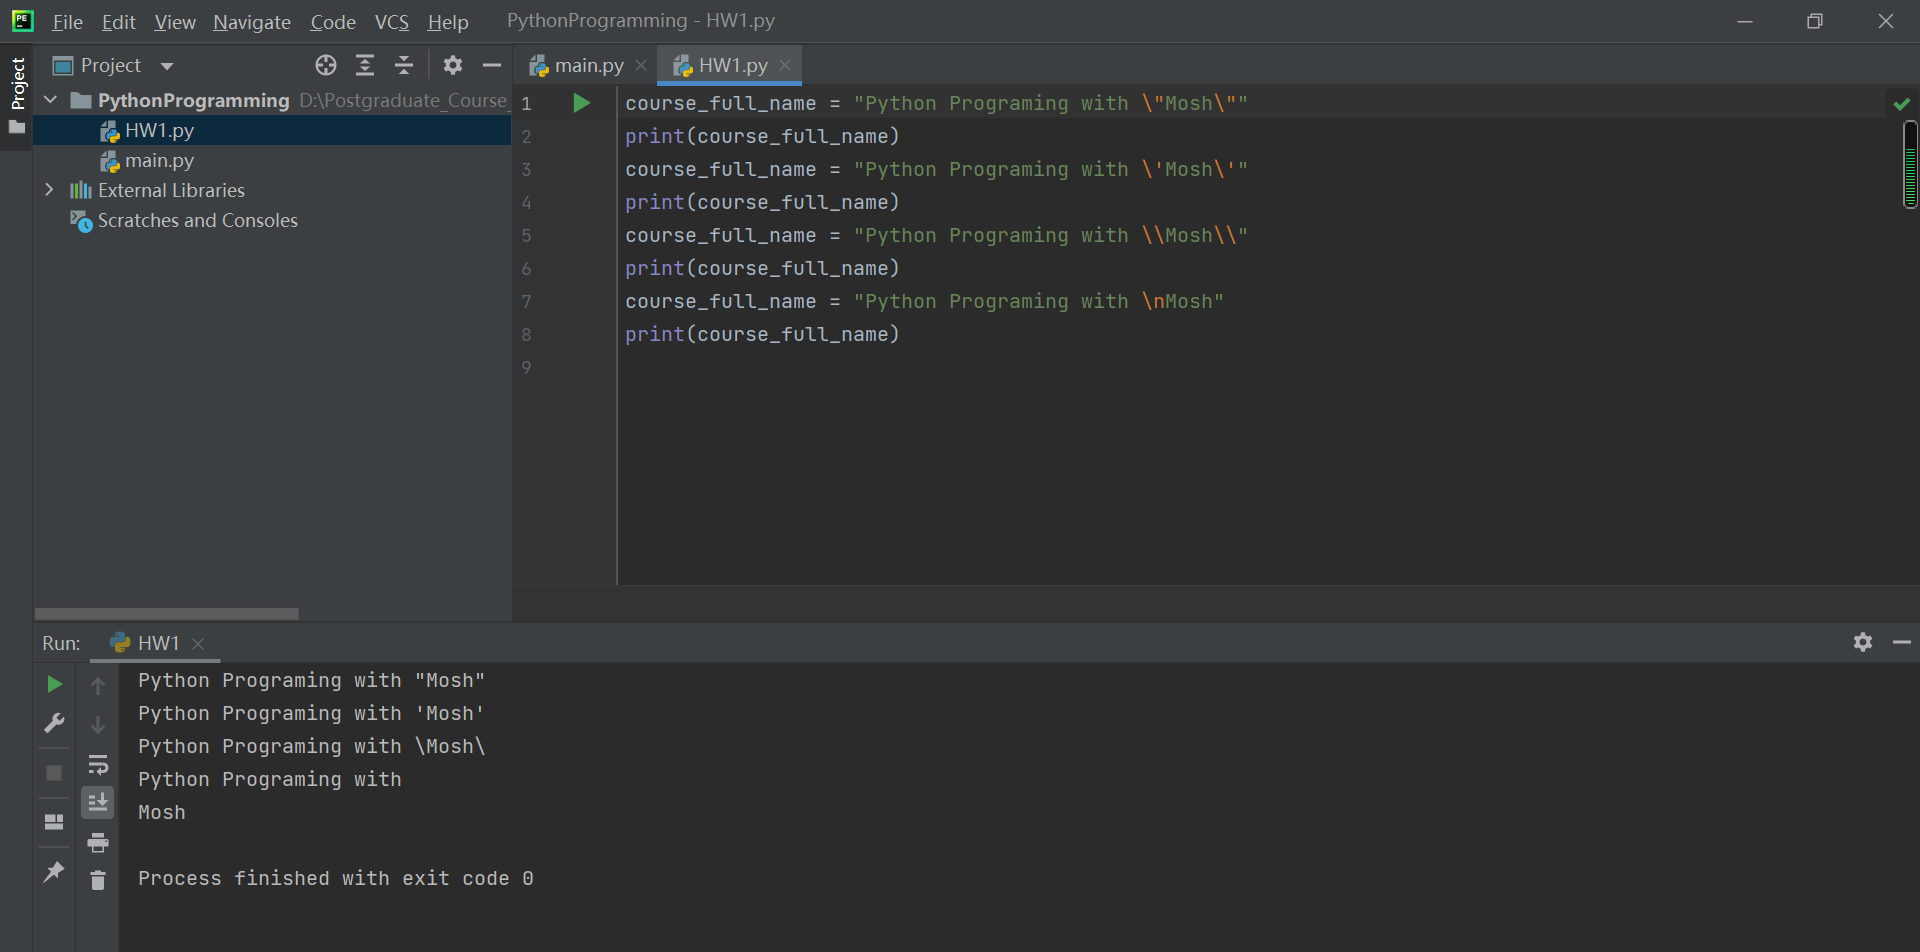 File Edit View Navigate Code VCS Help PythonProgramming - HW1.py
Project
Project
main.py
HW1.py
PythonProgramming D:\Postgraduate_Course_
HW1.py
main.py
External Libraries
Scratches and Consoles
1 course_full_name = "Python Programing with \"Mosh\""
2 print(course_full_name)
3 course_full_name = "Python Programing with \'Mosh\'"
4 print(course_full_name)
5 course_full_name = "Python Programing with \\Mosh\\"
6 print(course_full_name)
7 course_full_name = "Python Programing with \nMosh"
8 print(course_full_name)
9
Run: HW1
Python Programing with "Mosh"
Python Programing with 'Mosh'
Python Programing with \Mosh\
Python Programing with
Mosh
Process finished with exit code 0